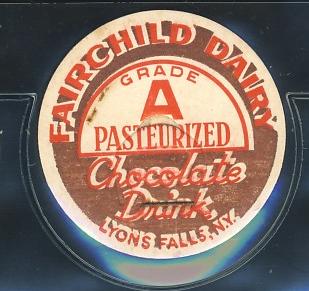 FAIRCHILD DAIRY
GRADE
A
PASTEURIZED
Chocolate
Drink
LYONS FALLS, N.Y.